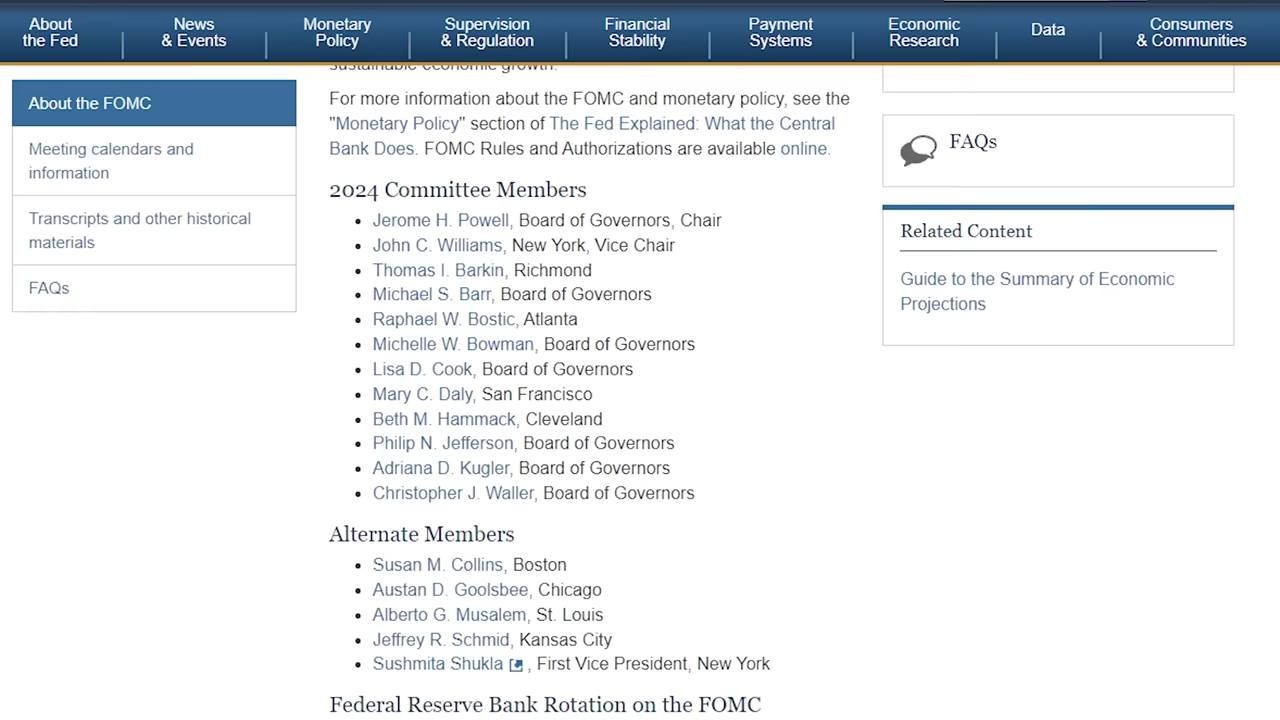 About
the Fed
News
& Events
Monetary
Policy
Supervision
& Regulation
Financial
Stability
Payment
Systems
Economic
Research
Data
Consumers
& Communities
About the FOMC
Meeting calendars and
information
Transcripts and other historical
materials
FAQs
sustainable economic growth.
For more information about the FOMC and monetary policy, see the
"Monetary Policy" section of The Fed Explained: What the Central
Bank Does. FOMC Rules and Authorizations are available online.
2024 Committee Members
Jerome H. Powell, Board of Governors, Chair
John C. Williams, New York, Vice Chair
Thomas I. Barkin, Richmond
Michael S. Barr, Board of Governors
Raphael W. Bostic, Atlanta
Michelle W. Bowman, Board of Governors
Lisa D. Cook, Board of Governors
Mary C. Daly, San Francisco
Beth M. Hammack, Cleveland
Philip N. Jefferson, Board of Governors
Adriana D. Kugler, Board of Governors
Christopher J. Waller, Board of Governors
Alternate Members
Susan M. Collins, Boston
Austan D. Goolsbee, Chicago
Alberto G. Musalem, St. Louis
Jeffrey R. Schmid, Kansas City
Sushmita Shukla , First Vice President, New York
Federal Reserve Bank Rotation on the FOMC
FAQs
Related Content
Guide to the Summary of Economic
Projections